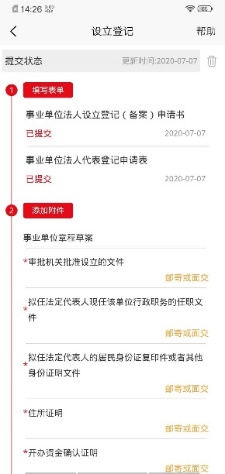 14:26
设立登记
帮助
提交状态
更新时间:2020-07-07
1 填写表单
事业单位法人设立登记（备案）申请书
已提交 2020-07-07
事业单位法人代表登记申请表
已提交 2020-07-07
2 添加附件
事业单位章程草案
*审批机关批准设立的文件
邮寄或面交
*拟任法定代表人现任该单位行政职务的任职文
件
邮寄或面交
*拟任法定代表人的居民身份证复印件或者其他
身份证明文件
邮寄或面交
*住所证明
邮寄或面交
*开办资金确认证明
邮寄或面交